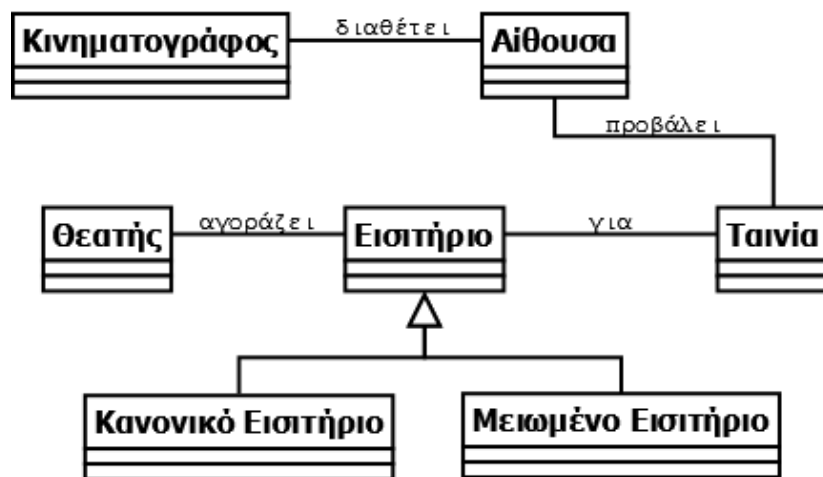 Κινηματογράφος διαθέτει Αίθουσα
προβάλει
Θεατής αγοράζει Εισιτήριο για Ταινία
Κανονικό Εισιτήριο Μειωμένο Εισιτήριο